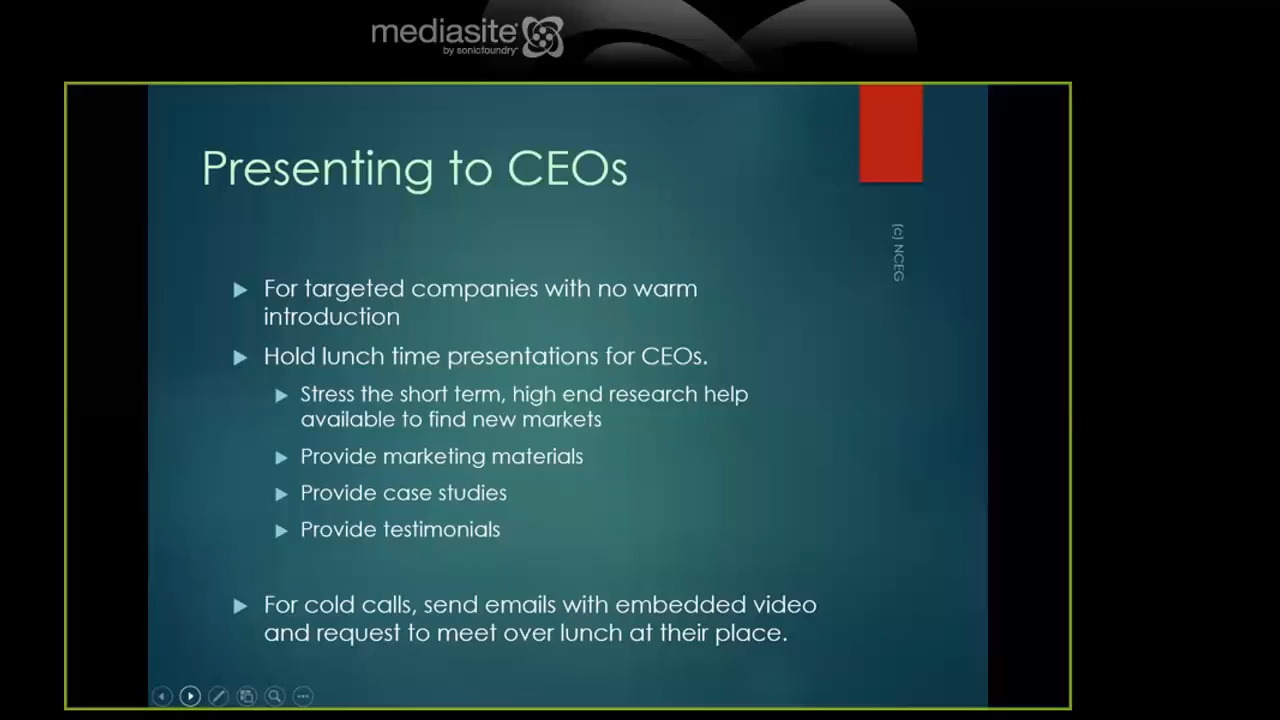 mediasite
by sonicfoundry
Presenting to CEOs
(c) NCEG
For targeted companies with no warm
introduction
Hold lunch time presentations for CEOs.
Stress the short term, high end research help
available to find new markets
Provide marketing materials
Provide case studies
Provide testimonials
For cold calls, send emails with embedded video
and request to meet over lunch at their place.